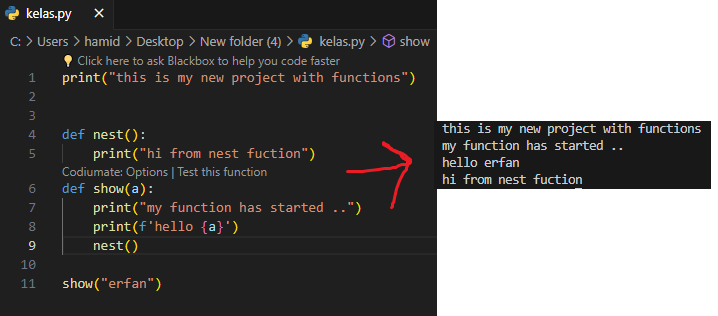 kelas.py
C: > Users > hamid > Desktop > New folder (4) > kelas.py > show
Click here to ask Blackbox to help you code faster
1 print("this is my new project with functions")
2
3
4 def nest():
5 print("hi from nest fuction")
Codiumate: Options | Test this function
6 def show(a):
7 print("my function has started ..")
8 print(f'hello {a}')
9 nest()
10
11 show("erfan")
this is my new project with functions
my function has started ..
hello erfan
hi from nest fuction